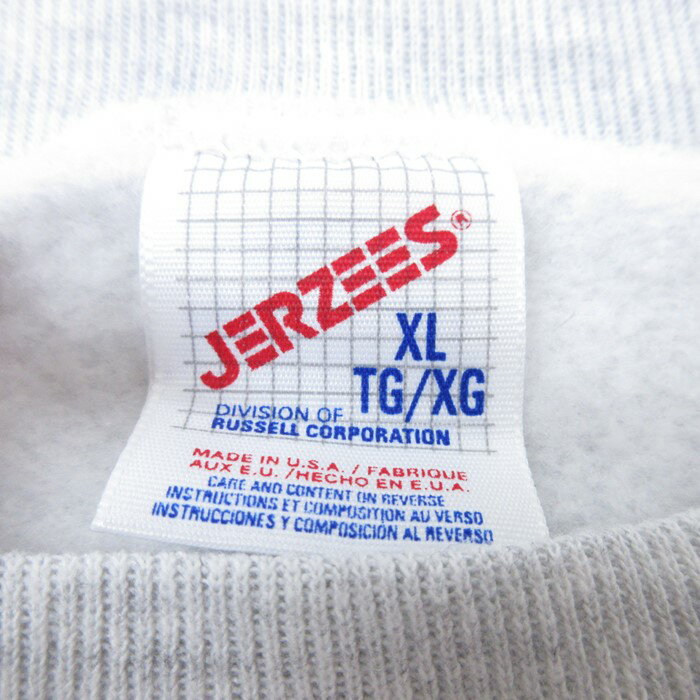 JERZEES®
XL
TG/XG
DIVISION OF
RUSSELL CORPORATION
MADE IN U.S.A. / FABRIQUE
AUX E.U. /HECHO EN E.U.A.
CARE AND CONTENT ON REVERSE
INSTRUCTIONS ET COMPOSITION AU VERSO
INSTRUCCIONES Y COMPOSICIÓN AL REVERSO